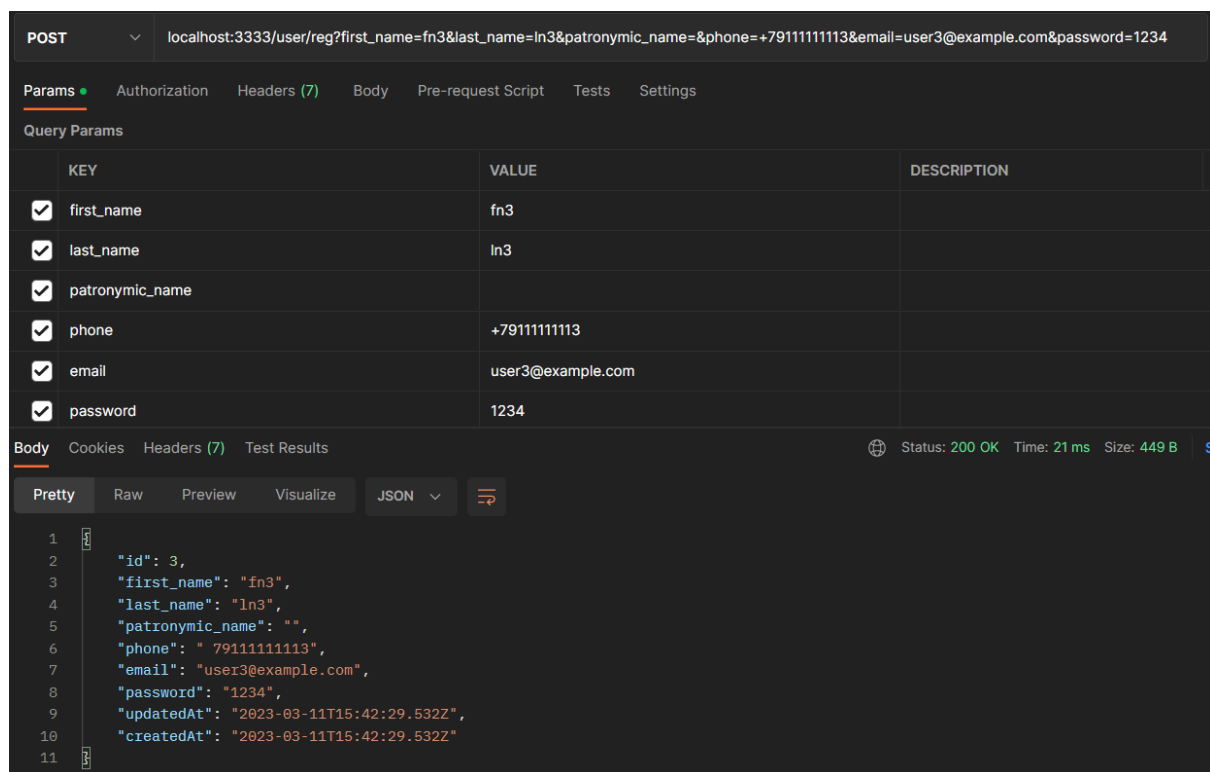 POST localhost:3333/user/reg?first_name=fn3&last_name=ln3&patronymic_name=&phone=+79111111113&email=user3@example.com&password=1234
Params Authorization Headers (7) Body Pre-request Script Tests Settings
Query Params
KEY VALUE DESCRIPTION
first_name fn3
last_name ln3
patronymic_name
phone +79111111113
email user3@example.com
password 1234
Body Cookies Headers (7) Test Results Status: 200 OK Time: 21 ms Size: 449 B
Pretty Raw Preview Visualize JSON
1 {
2 "id": 3,
3 "first_name": "fn3",
4 "last_name": "ln3",
5 "patronymic_name": "",
6 "phone": " 79111111113",
7 "email": "user3@example.com",
8 "password": "1234",
9 "updatedAt": "2023-03-11T15:42:29.532Z",
10 "createdAt": "2023-03-11T15:42:29.532Z"
11 }